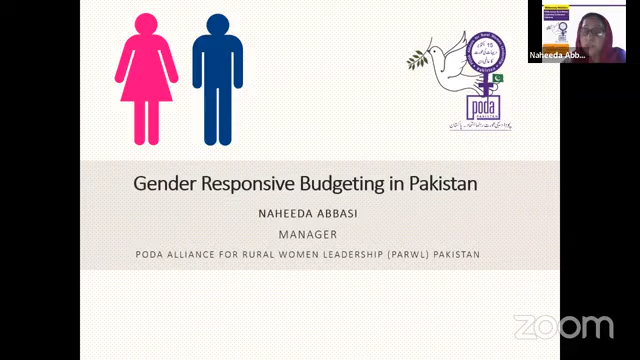 Gender Responsive Budgeting in Pakistan
NAHEEDA ABBASI
MANAGER
PODA ALLIANCE FOR RURAL WOMEN LEADERSHIP (PARWL) PAKISTAN
poda
PAKISTAN
Naheeda Abb...
zoom